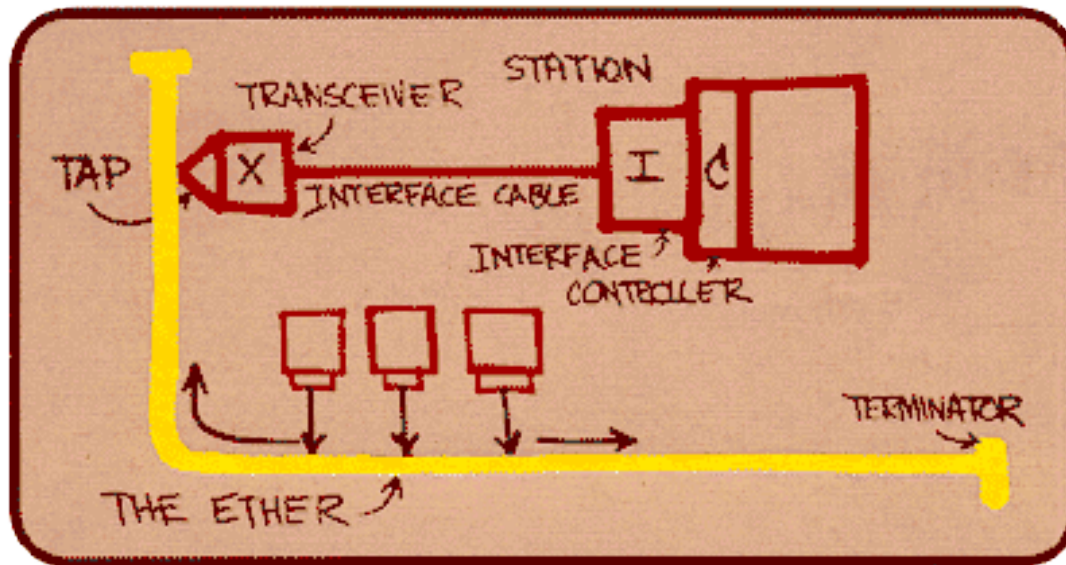 STATION
TRANSCEIVER
TAP
X
I
C
INTERFACE CABLE
INTERFACE
CONTROLLER
TERMINATOR
THE ETHER